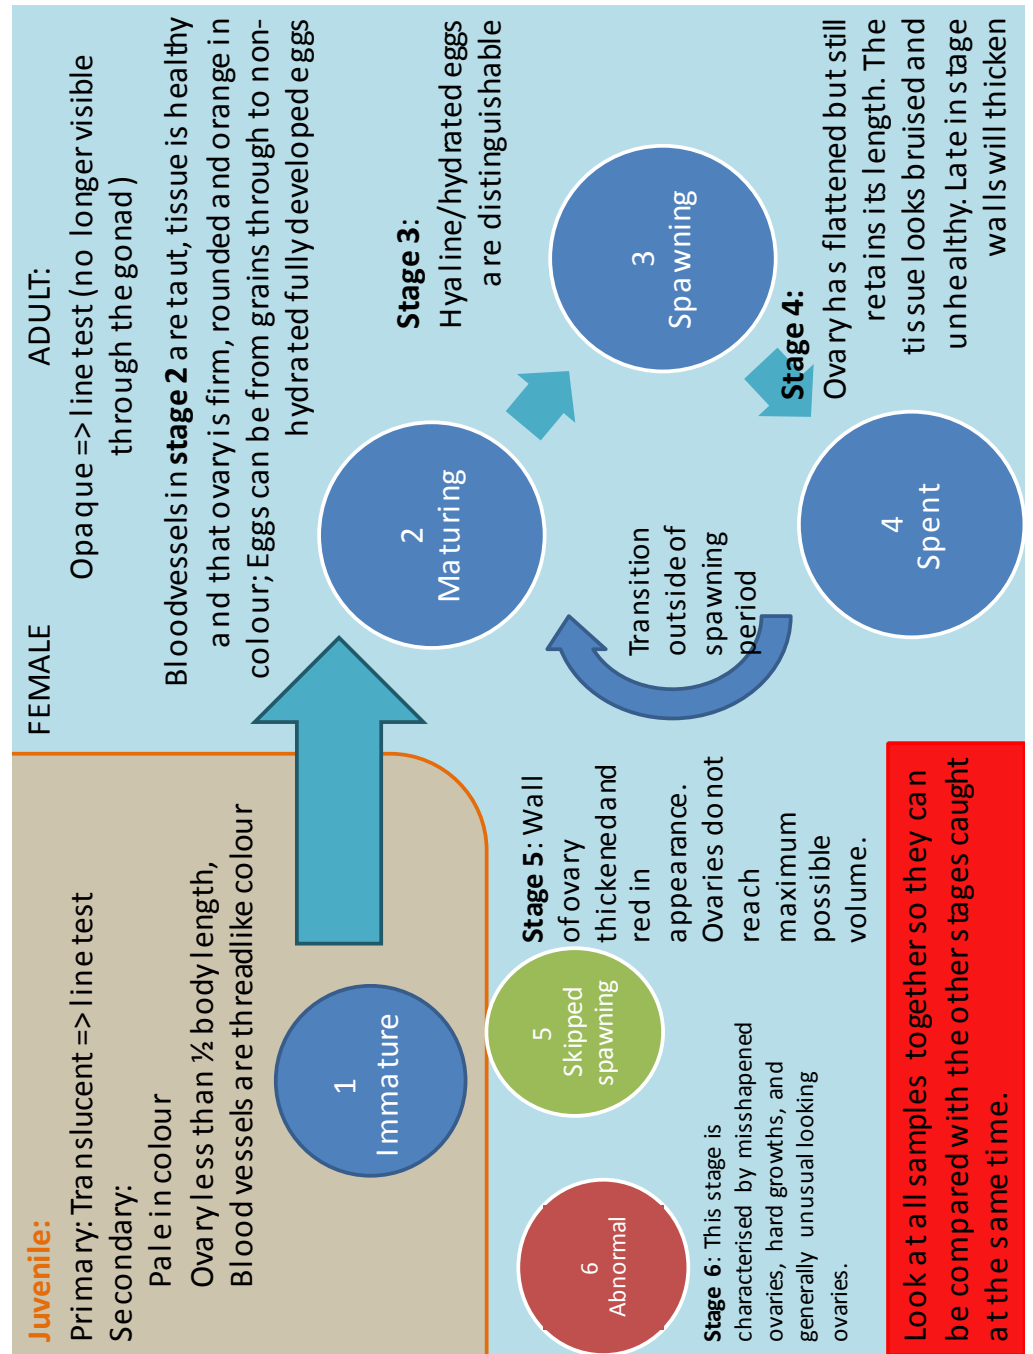 Juvenile:
Primary: Translucent => line test
Secondary:
Pale in colour
Ovary less than ½ body length,
Blood vessels are threadlike colour
1
Immature
FEMALE
ADULT:
Opaque => line test (no longer visible
through the gonad )
Bloodvessels in stage 2 are taut, tissue is healthy
and that ovary is firm, rounded and orange in
colour; Eggs can be from grains through to non-
hydrated fully developed eggs
2
Maturing
Stage 3:
Hyaline/hydrated eggs
are distinguishable
3
Spawning
Stage 4:
Ovary has flattened but still
retains its length. The
tissue looks bruised and
unhealthy. Late in stage
walls will thicken
4
Spent
Transition
outside of
spawning
period
5
Skipped
spawning
Stage 5: Wall
of ovary
thickened and
red in
appearance.
Ovaries do not
reach
maximum
possible
volume.
6
Abnormal
Stage 6: This stage is
characterised by misshapened
ovaries, hard growths, and
generally unusual looking
ovaries.
Look at all samples together so they can
be compared with the other stages caught
at the same time.